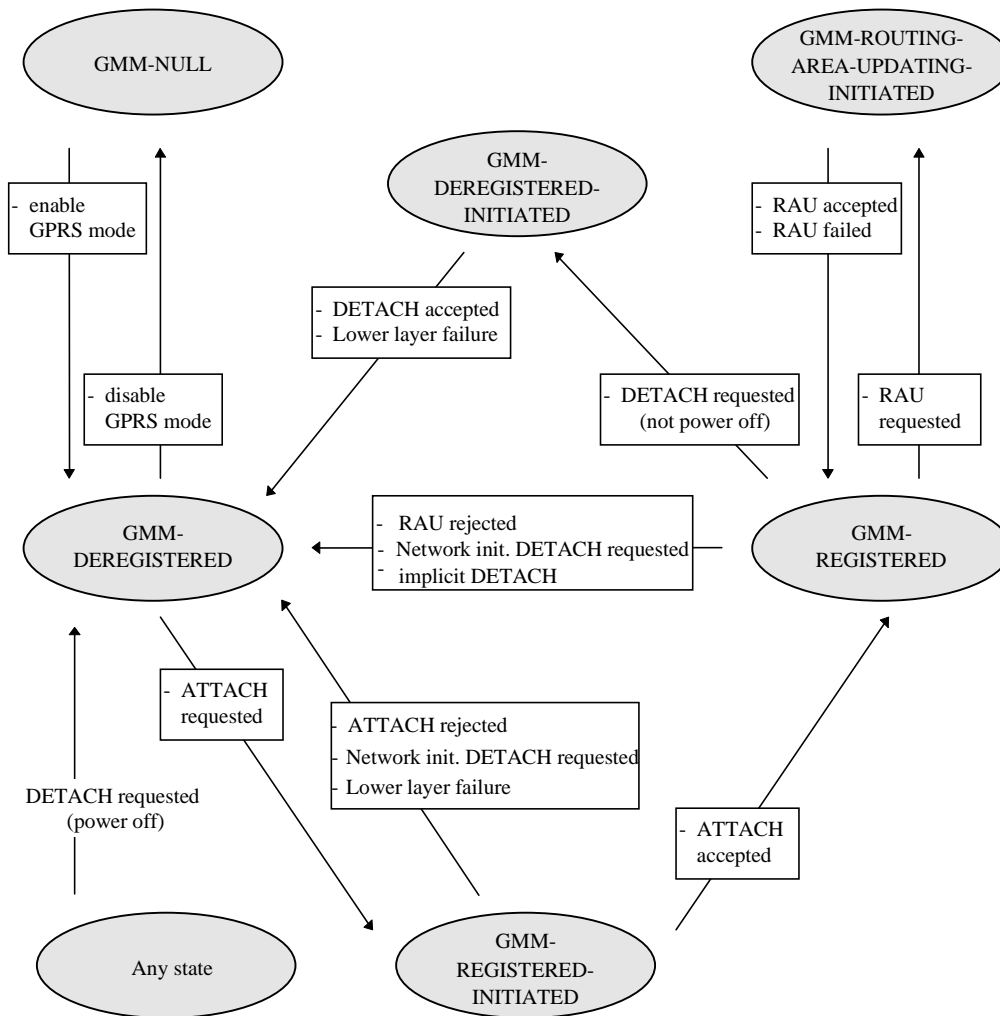 GMM-NULL
GMM-ROUTING-
AREA-UPDATING-
INITIATED
GMM-
DEREGISTERED-
INITIATED
- enable
GPRS mode
- RAU accepted
- RAU failed
- DETACH accepted
- Lower layer failure
- disable
GPRS mode
- DETACH requested
(not power off)
- RAU
requested
GMM-
DEREGISTERED
- RAU rejected
- Network init. DETACH requested
- implicit DETACH
GMM-
REGISTERED
- ATTACH
requested
- ATTACH rejected
- Network init. DETACH requested
- Lower layer failure
DETACH requested
(power off)
- ATTACH
accepted
Any state
GMM-
REGISTERED-
INITIATED